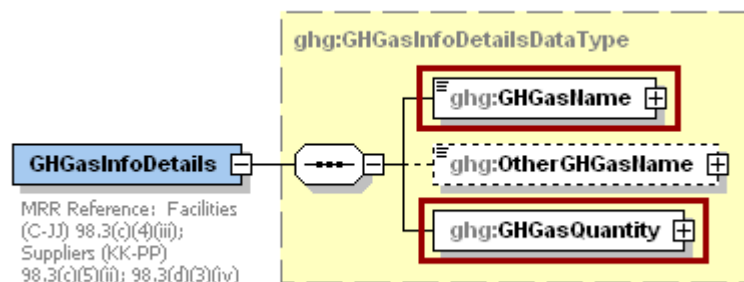 ghg:GHGasInfoDetailsDataType
ghg:GHGasName
GHGasInfoDetails
ghg:OtherGHGasName
MRR Reference: Facilities
(C-JJ) 98.3(c)(4)(iii);
Suppliers (KK-PP)
98.3(c)(5)(ii); 98.3(d)(3)(iv)
ghg:GHGasQuantity